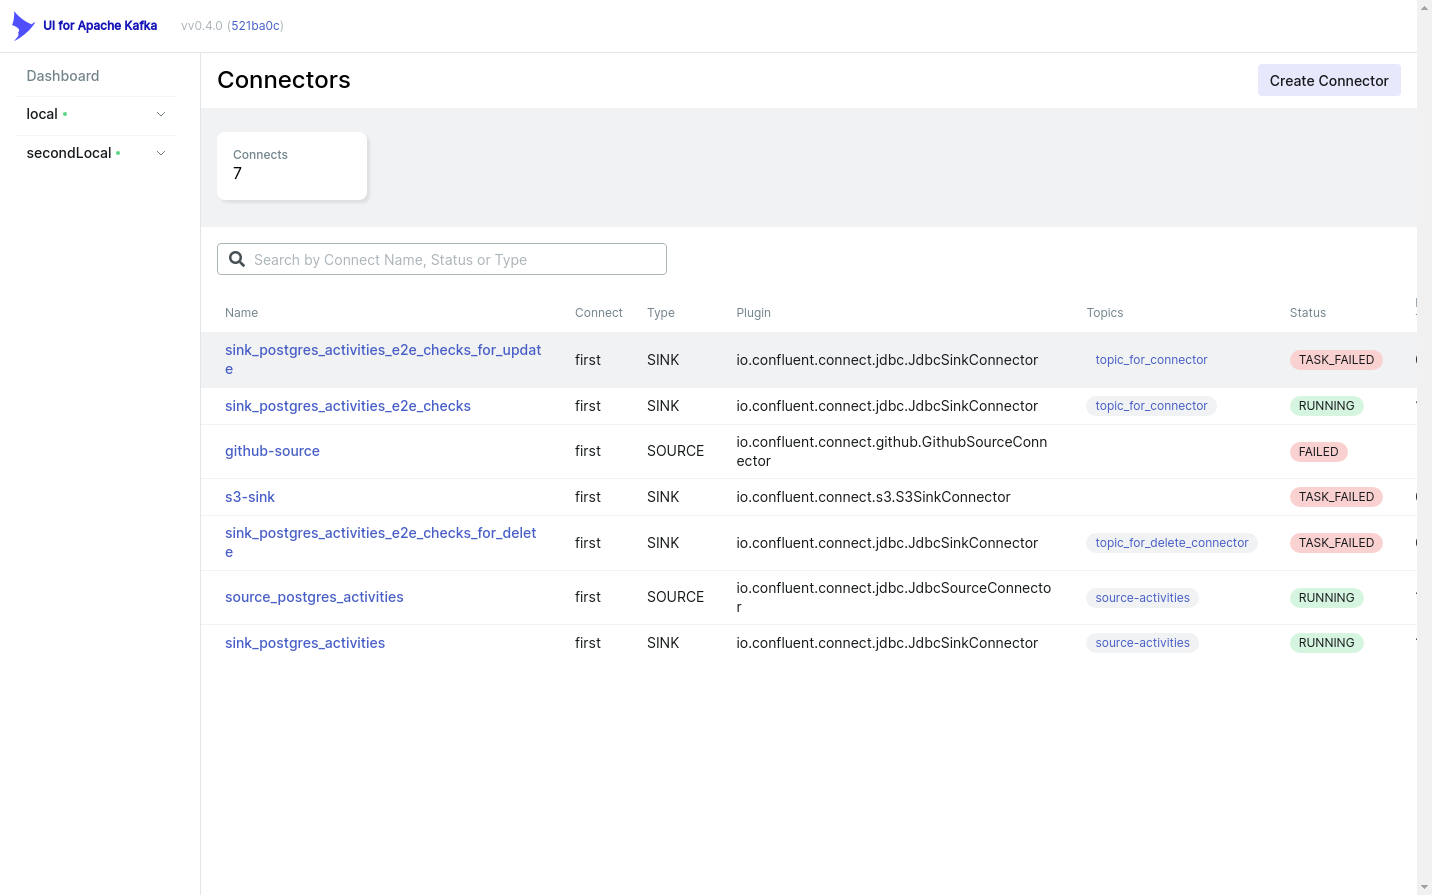 UI for Apache Kafka vv0.4.0 (521ba0c)
Dashboard
local
secondLocal
Connectors
Create Connector
Connects
7
Search by Connect Name, Status or Type
Name Connect Type Plugin Topics Status
sink_postgres_activities_e2e_checks_for_updat
e
first SINK io.confluent.connect.jdbc.JdbcSinkConnector topic_for_connector TASK_FAILED
sink_postgres_activities_e2e_checks first SINK io.confluent.connect.jdbc.JdbcSinkConnector topic_for_connector RUNNING
github-source first SOURCE io.confluent.connect.github.GithubSourceConn
ector
FAILED
s3-sink first SINK io.confluent.connect.s3.S3SinkConnector TASK_FAILED
sink_postgres_activities_e2e_checks_for_delet
e
first SINK io.confluent.connect.jdbc.JdbcSinkConnector topic_for_delete_connector TASK_FAILED
source_postgres_activities first SOURCE io.confluent.connect.jdbc.JdbcSourceConnecto
r
source-activities RUNNING
sink_postgres_activities first SINK io.confluent.connect.jdbc.JdbcSinkConnector source-activities RUNNING